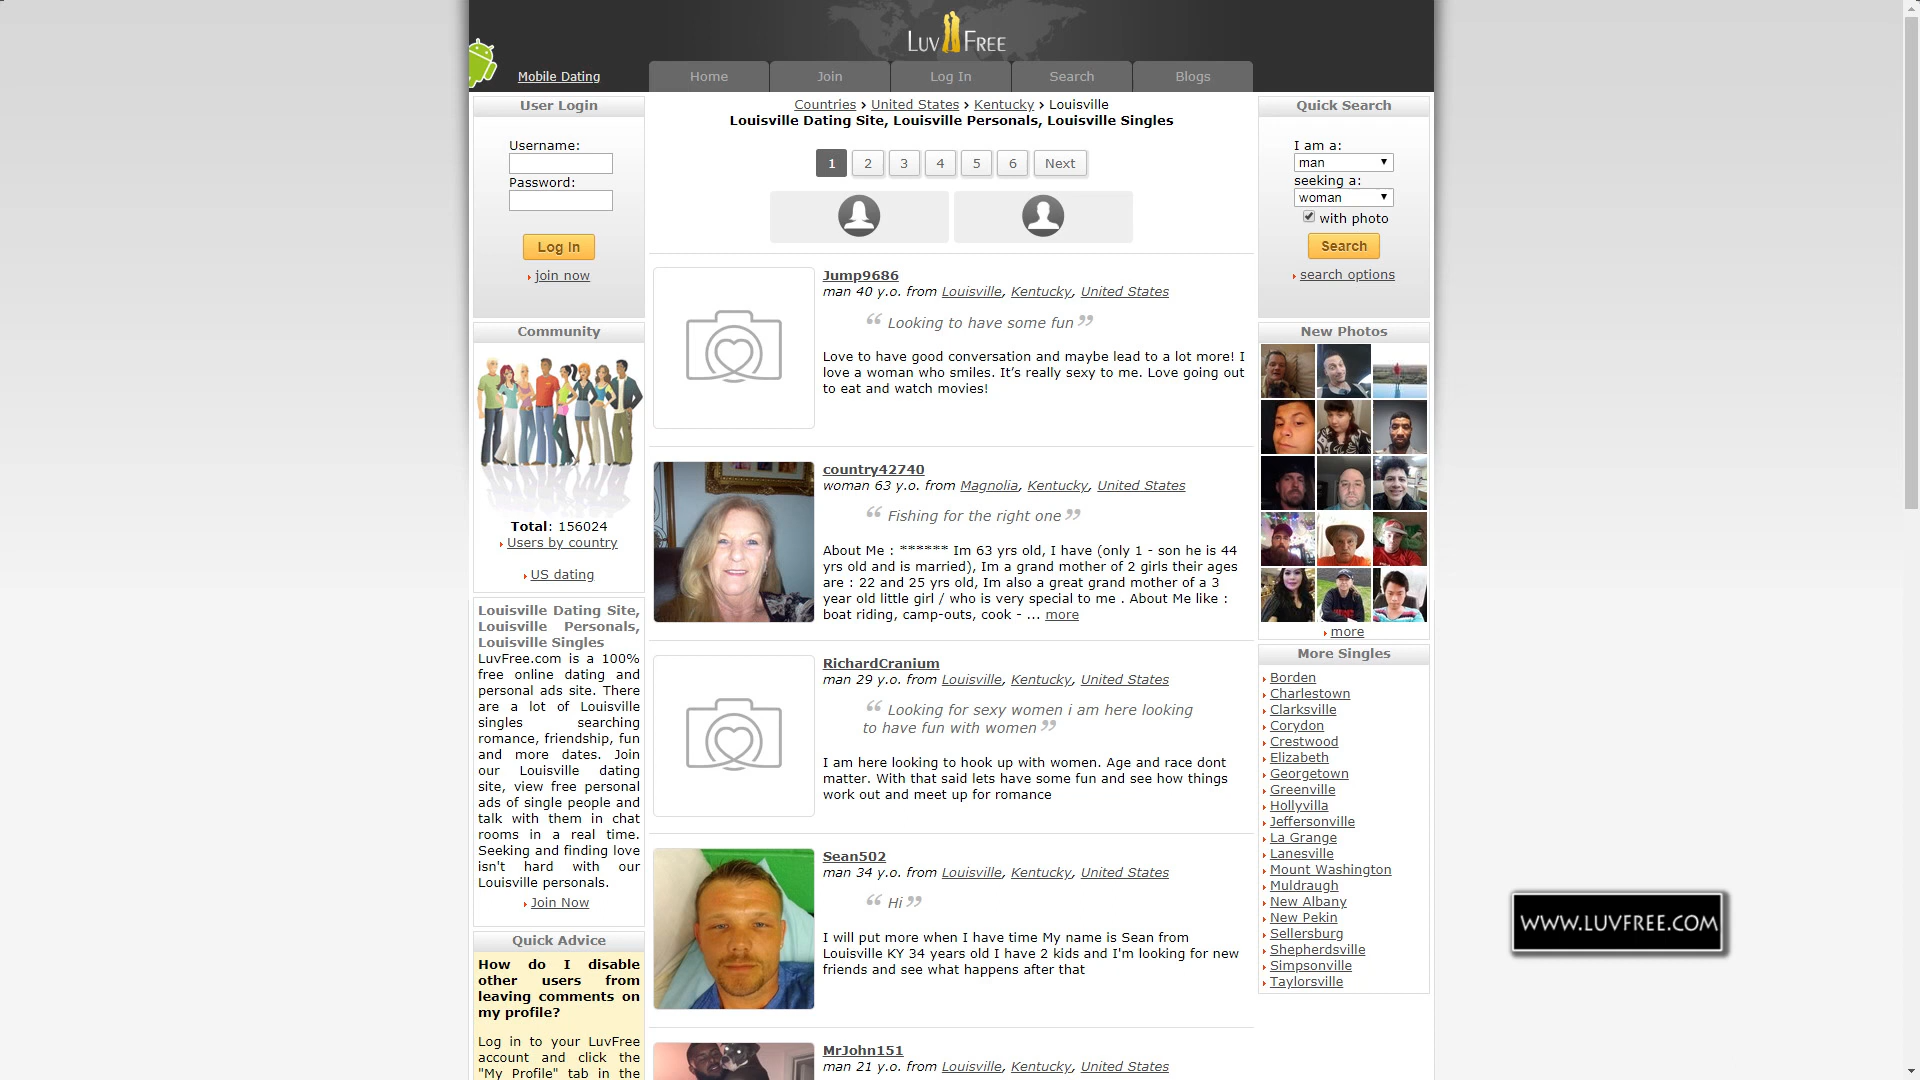 LUV FREE
Mobile Dating
Home
Join
Log In
Search
Blogs
User Login
Username:
Password:
Log In
join now
Community
Total: 156024
Users by country
US dating
Louisville Dating Site,
Louisville Personals,
Louisville Singles
LuvFree.com is a 100%
free online dating and
personal ads site. There
are a lot of Louisville
singles searching
romance, friendship, fun
and more dates. Join
our Louisville dating
site, view free personal
ads of single people and
talk with them in chat
rooms in a real time.
Seeking and finding love
isn't hard with our
Louisville personals.
Join Now
Quick Advice
How do I disable
other users from
leaving comments on
my profile?
Log in to your LuvFree
account and click the
"My Profile" tab in the
Countries › United States › Kentucky › Louisville
Louisville Dating Site, Louisville Personals, Louisville Singles
1 2 3 4 5 6 Next
Jump9686
man 40 y.o. from Louisville, Kentucky, United States
“ Looking to have some fun ”
Love to have good conversation and maybe lead to a lot more! I
love a woman who smiles. It’s really sexy to me. Love going out
to eat and watch movies!
country42740
woman 63 y.o. from Magnolia, Kentucky, United States
“ Fishing for the right one ”
About Me : ****** Im 63 yrs old, I have (only 1 - son he is 44
yrs old and is married), Im a grand mother of 2 girls their ages
are : 22 and 25 yrs old, Im also a great grand mother of a 3
year old little girl / who is very special to me . About Me like :
boat riding, camp-outs, cook - ... more
RichardCranium
man 29 y.o. from Louisville, Kentucky, United States
“ Looking for sexy women i am here looking
to have fun with women ”
I am here looking to hook up with women. Age and race dont
matter. With that said lets have some fun and see how things
work out and meet up for romance
Sean502
man 34 y.o. from Louisville, Kentucky, United States
“ Hi ”
I will put more when I have time My name is Sean from
Louisville KY 34 years old I have 2 kids and I'm looking for new
friends and see what happens after that
MrJohn151
man 21 y.o. from Louisville, Kentucky, United States
Quick Search
I am a:
man
seeking a:
woman
with photo
Search
search options
New Photos
more
More Singles
Borden
Charlestown
Clarksville
Corydon
Crestwood
Elizabeth
Georgetown
Greenville
Hollyvilla
Jeffersonville
La Grange
Lanesville
Mount Washington
Muldraugh
New Albany
New Pekin
Sellersburg
Shepherdsville
Simpsonville
Taylorsville
WWW.LUVFREE.COM